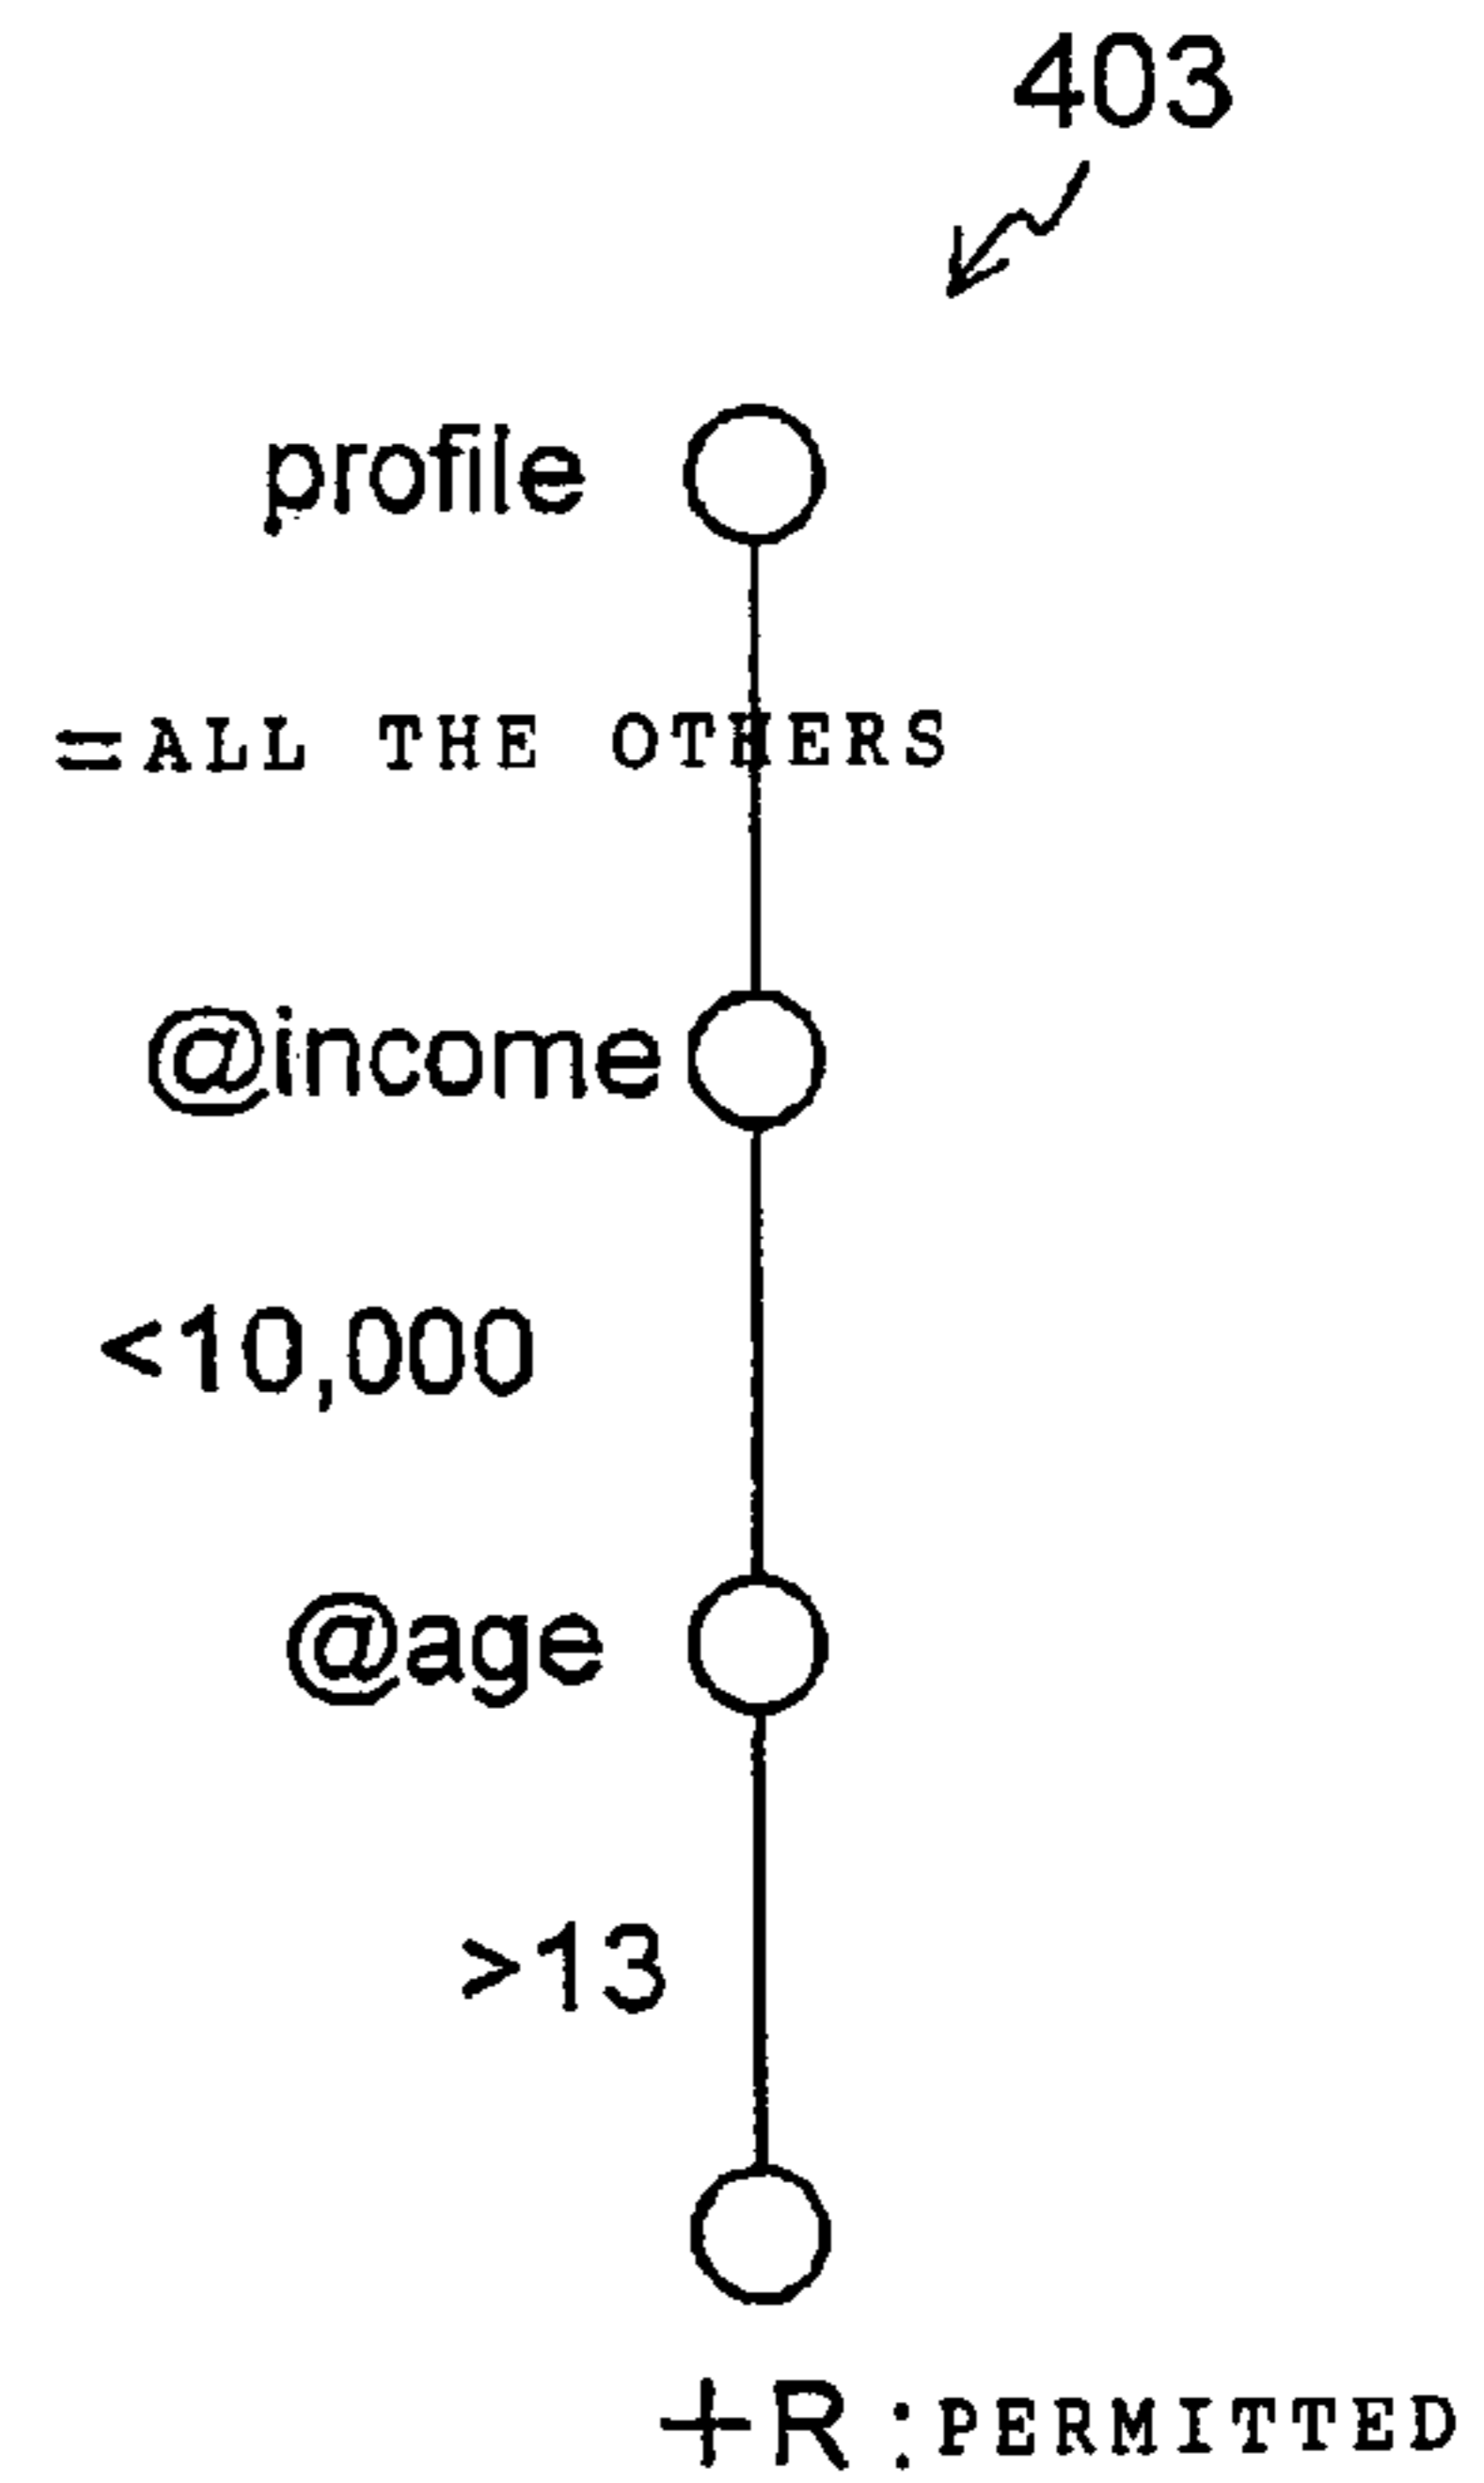 403
profile
=ALL THE OTHERS
@income
<10,000
@age
>13
+R :PERMITTED